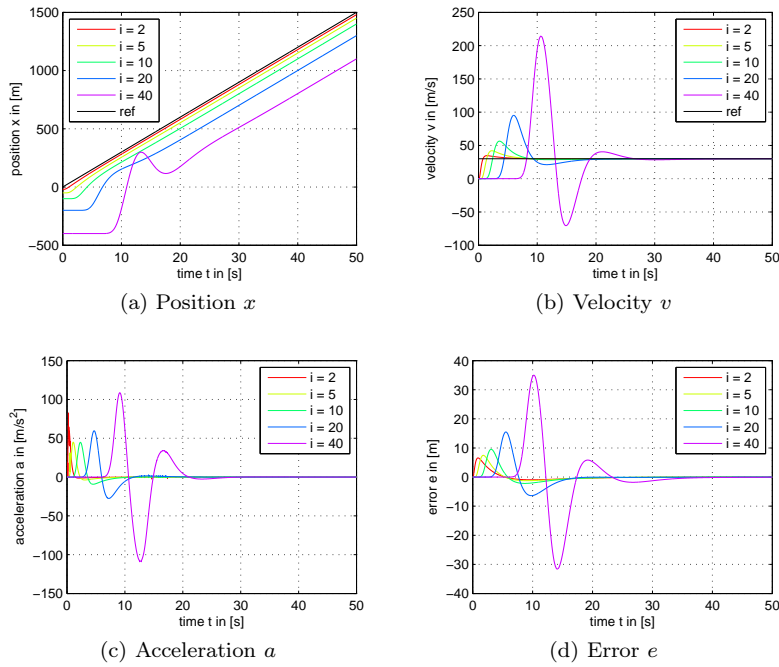 1500
1000
500
0
−500
0
10
20
30
40
50
position x in [m]
time t in [s]
i = 2
i = 5
i = 10
i = 20
i = 40
ref
(a) Position x
250
200
150
100
50
0
−50
−100
0
10
20
30
40
50
velocity v in [m/s]
time t in [s]
i = 2
i = 5
i = 10
i = 20
i = 40
ref
(b) Velocity v
150
100
50
0
−50
−100
−150
0
10
20
30
40
50
acceleration a in [m/s²]
time t in [s]
i = 2
i = 5
i = 10
i = 20
i = 40
(c) Acceleration a
40
30
20
10
0
−10
−20
−30
−40
0
10
20
30
40
50
error e in [m]
time t in [s]
i = 2
i = 5
i = 10
i = 20
i = 40
(d) Error e